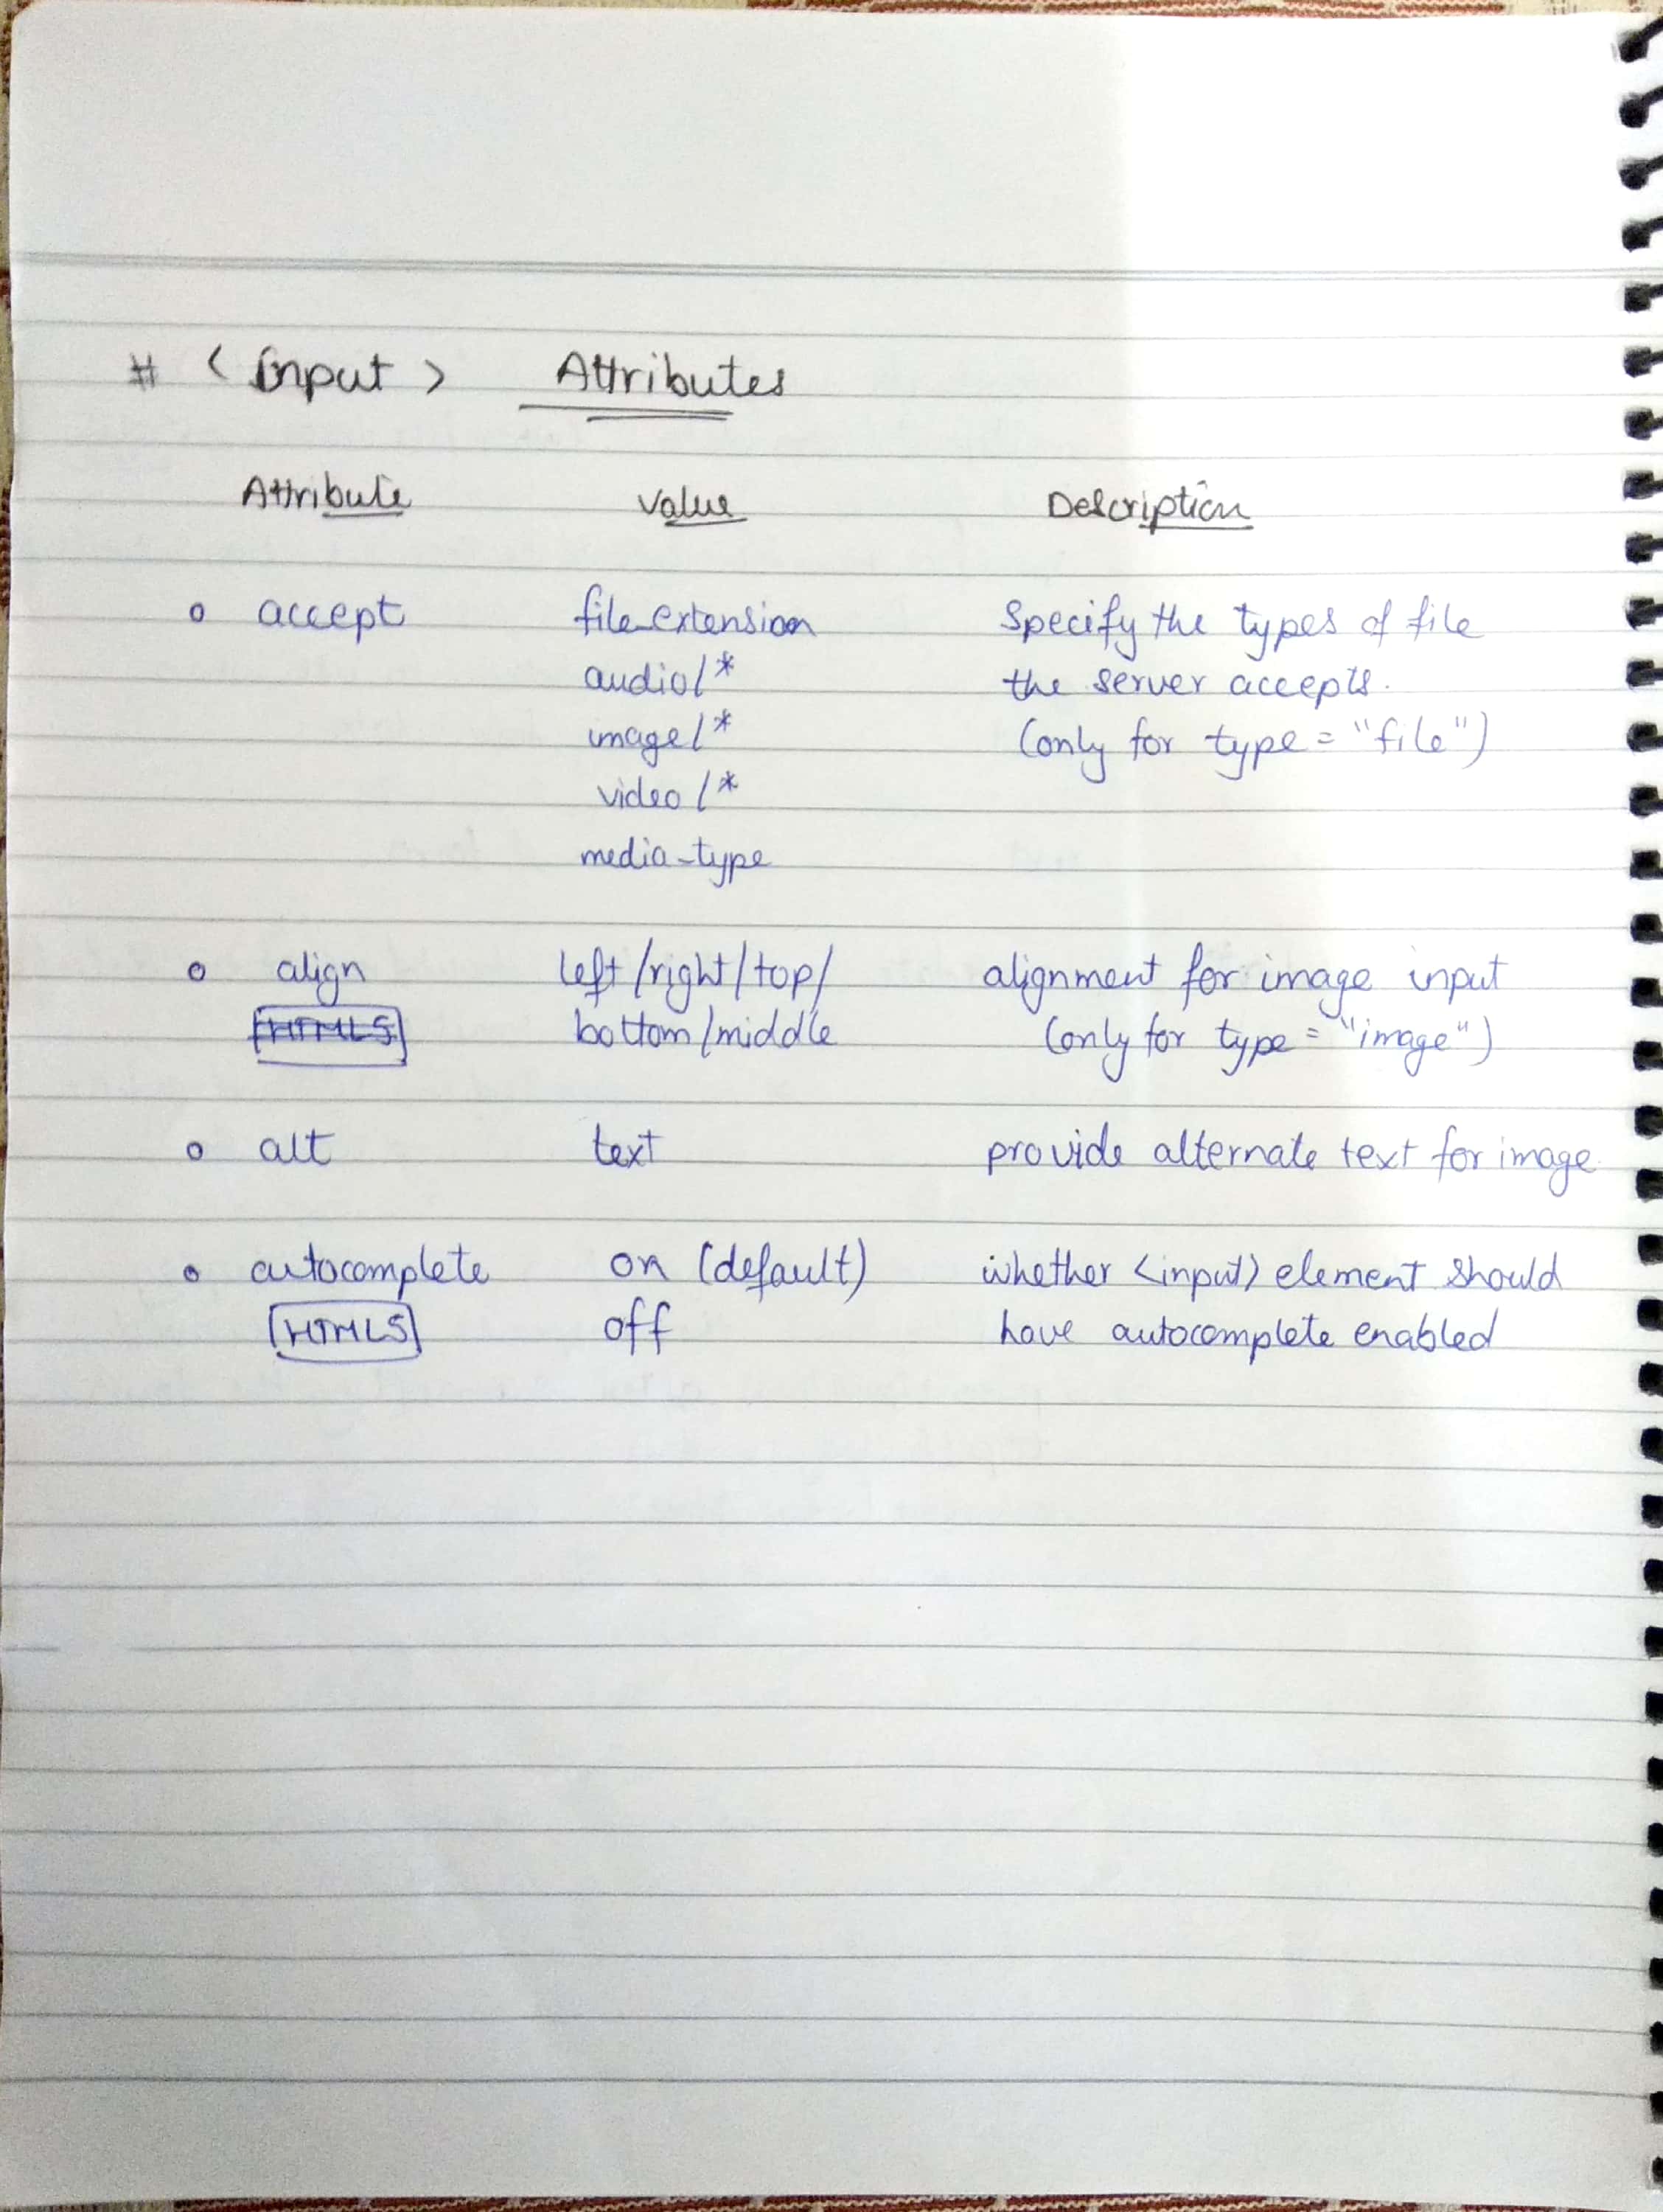 # <Input> Attributes
Attribute Value Description
o accept file_extension Specify the types of file
audio/* the server accepts.
image/* (only for type = "file")
video/*
media-type
o align left/right/top/ alignment for image input
HTML5 bottom/middle (only for type = "image")
o alt text provide alternate text for image
o autocomplete on (default) whether <input> element should
HTML5 off have autocomplete enabled